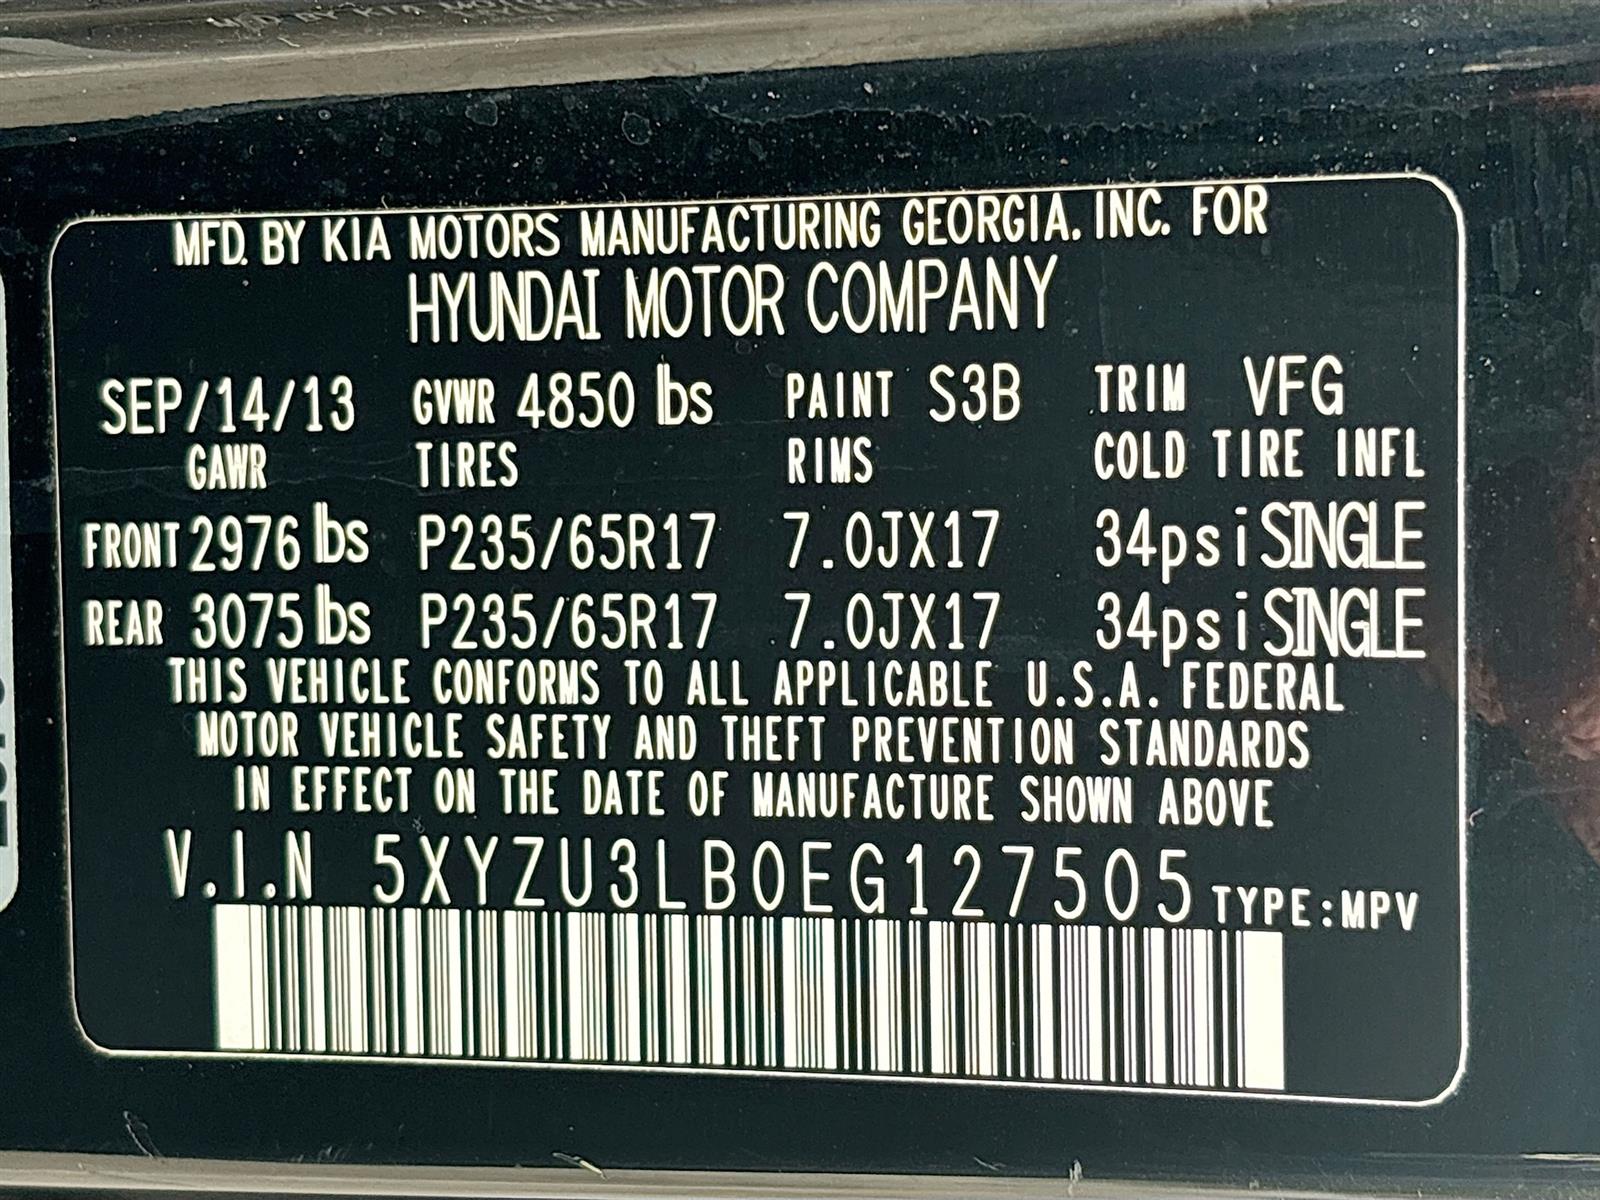 MFD. BY KIA MOTORS MANUFACTURING GEORGIA. INC. FOR
HYUNDAI MOTOR COMPANY
SEP/14/13 GVWR 4850 lbs PAINT S3B TRIM VFG
GAWR TIRES RIMS COLD TIRE INFL
FRONT 2976 lbs P235/65R17 7.0JX17 34psi SINGLE
REAR 3075 lbs P235/65R17 7.0JX17 34psi SINGLE
THIS VEHICLE CONFORMS TO ALL APPLICABLE U.S.A. FEDERAL
MOTOR VEHICLE SAFETY AND THEFT PREVENTION STANDARDS
IN EFFECT ON THE DATE OF MANUFACTURE SHOWN ABOVE
V.I.N 5XYZU3LB0EG127505 TYPE:MPV